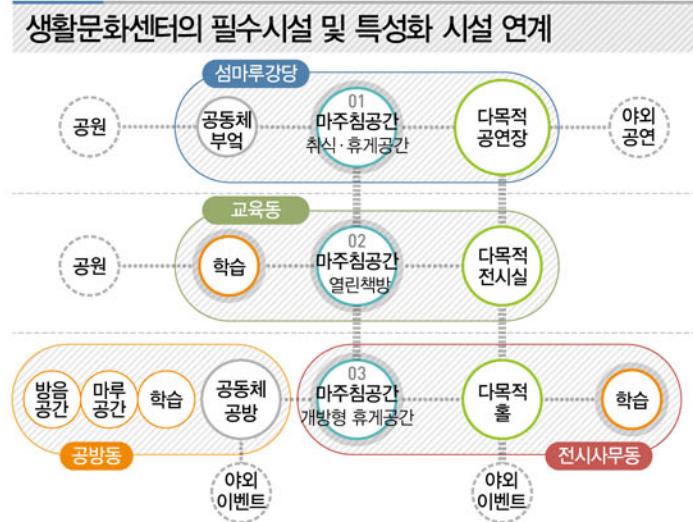 생활문화센터의 필수시설 및 특성화 시설 연계
섬마루강당
공원
공동체
부엌
01
마주침공간
취식·휴게공간
다목적
공연장
야외
공연
교육동
공원
학습
02
마주침공간
열린책방
다목적
전시실
방음
공간
마루
공간
학습
공동체
공방
03
마주침공간
개방형 휴게공간
다목적
홀
학습
공방동
전시사무동
야외
이벤트
야외
이벤트